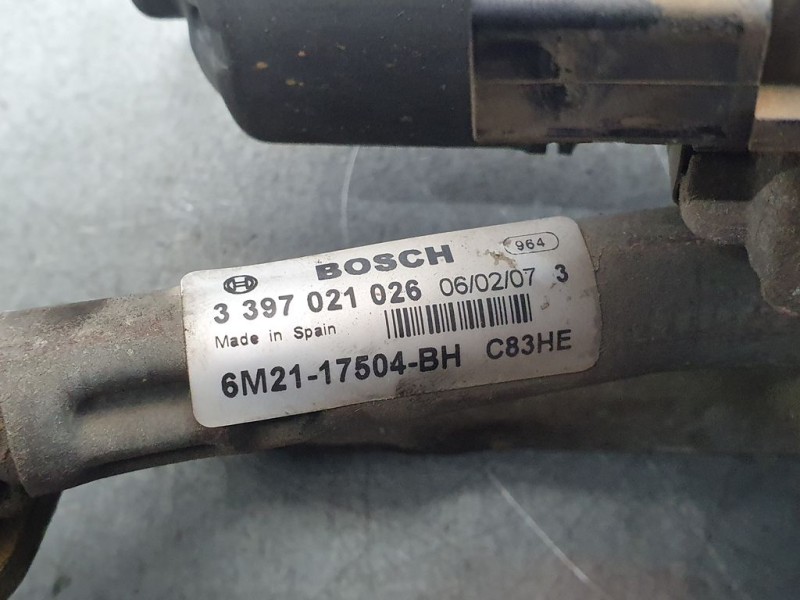 964
BOSCH
3 397 021 026 06/02/07 3
Made in Spain
6M21-17504-BH C83HE